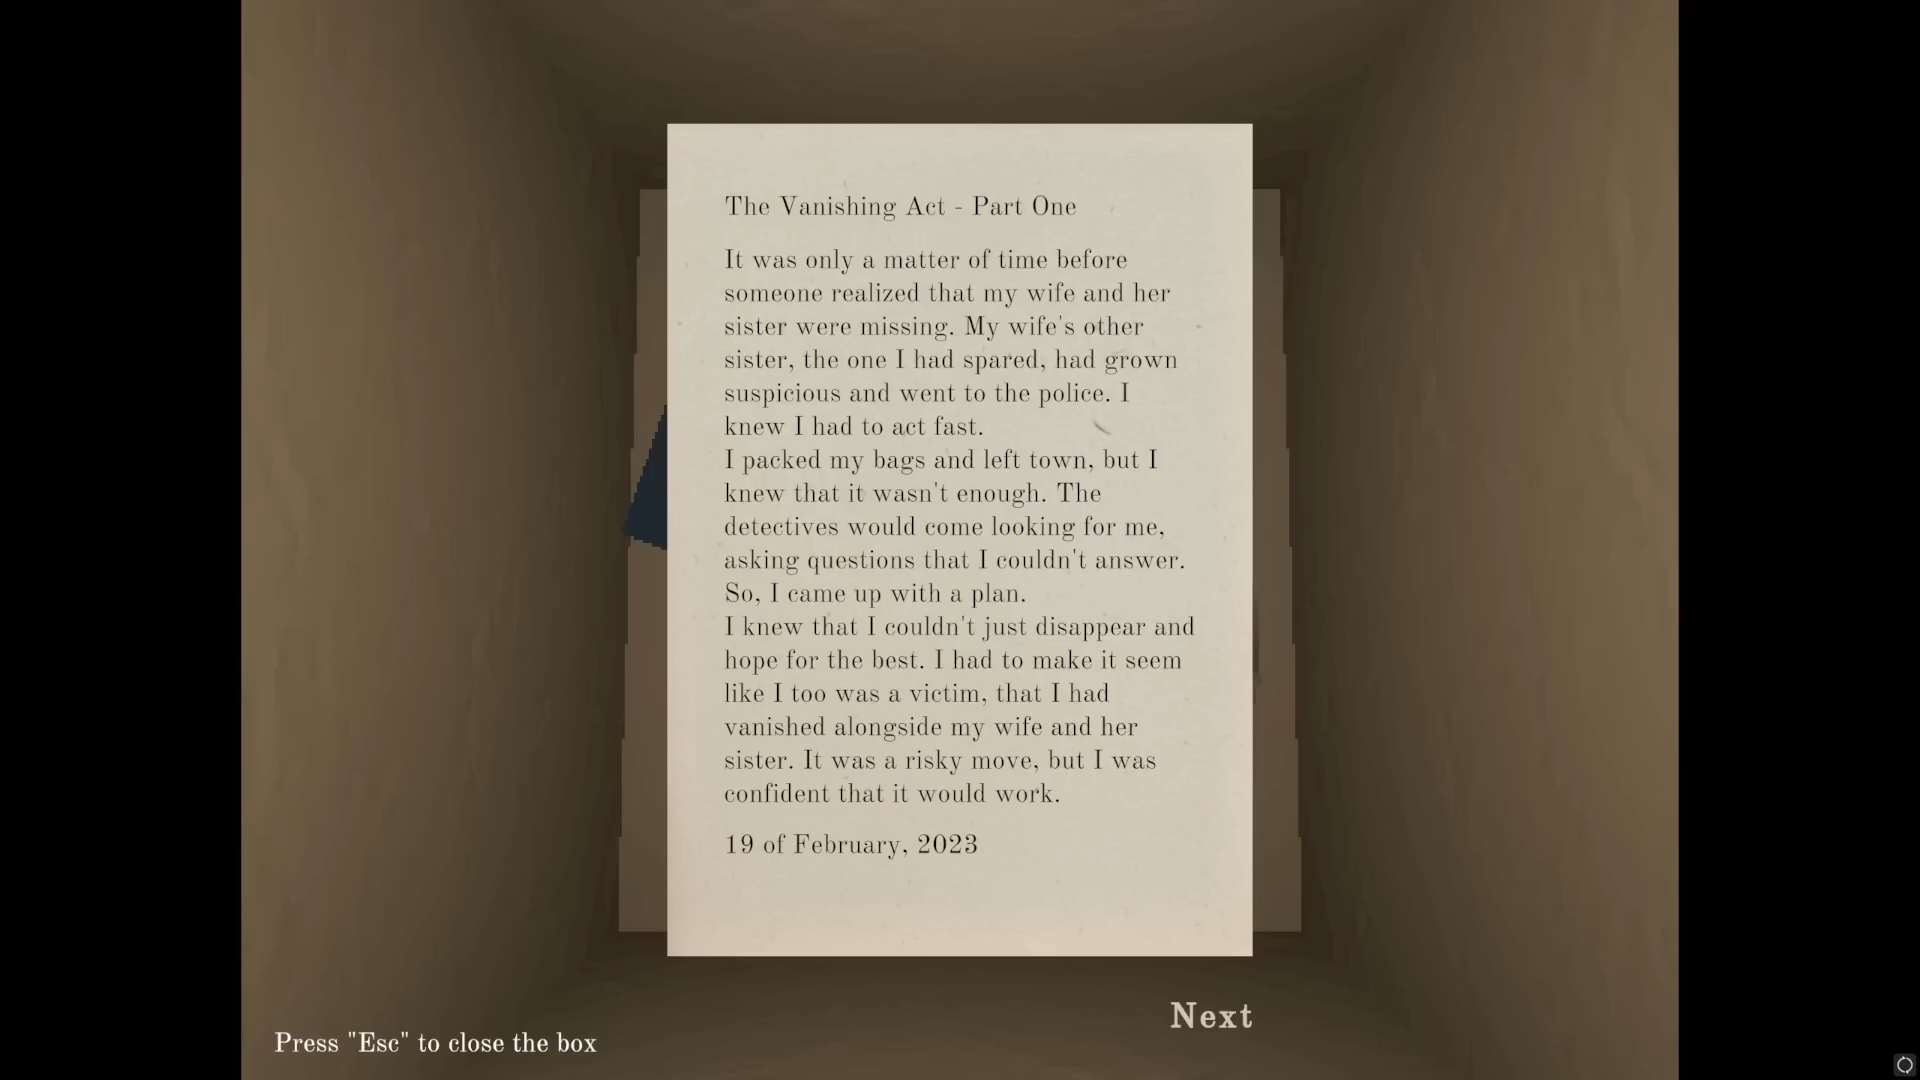 The Vanishing Act - Part One
It was only a matter of time before
someone realized that my wife and her
sister were missing. My wife's other
sister, the one I had spared, had grown
suspicious and went to the police. I
knew I had to act fast.
I packed my bags and left town, but I
knew that it wasn't enough. The
detectives would come looking for me,
asking questions that I couldn't answer.
So, I came up with a plan.
I knew that I couldn't just disappear and
hope for the best. I had to make it seem
like I too was a victim, that I had
vanished alongside my wife and her
sister. It was a risky move, but I was
confident that it would work.
19 of February, 2023
Next
Press "Esc" to close the box